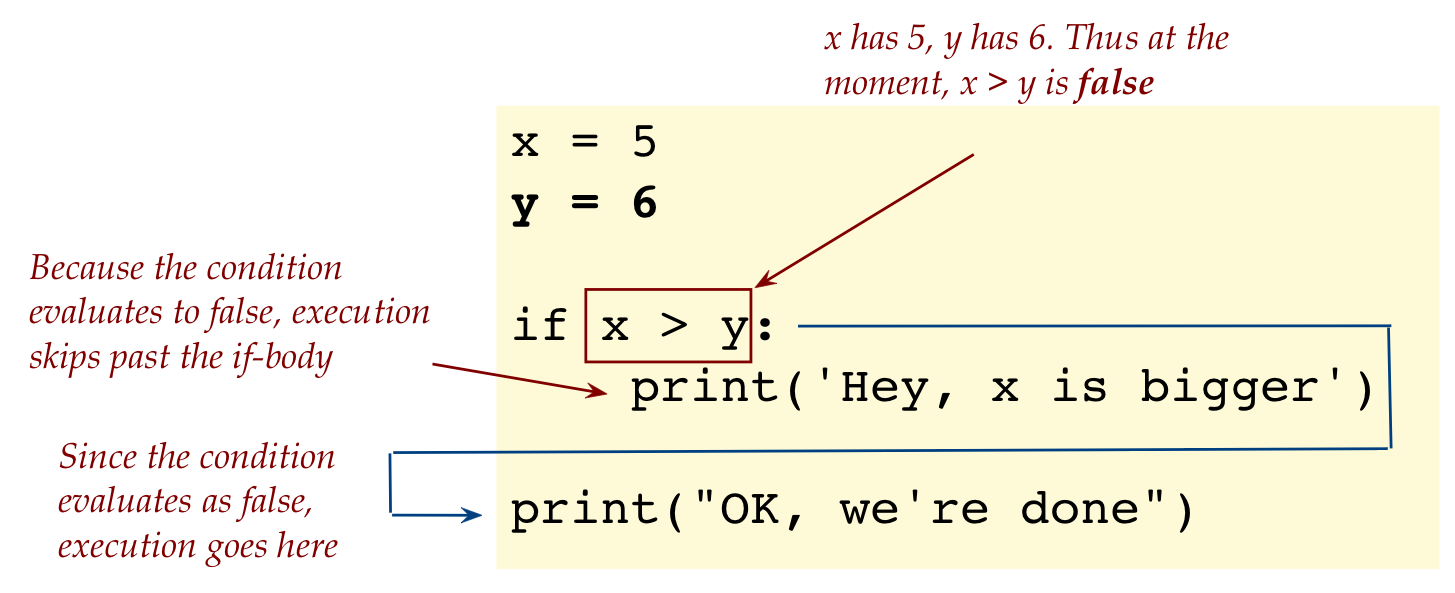 x has 5, y has 6. Thus at the
moment, x > y is false
x = 5
y = 6
Because the condition
evaluates to false, execution
skips past the if-body
if x > y:
print('Hey, x is bigger')
Since the condition
evaluates as false,
execution goes here
print("OK, we're done")